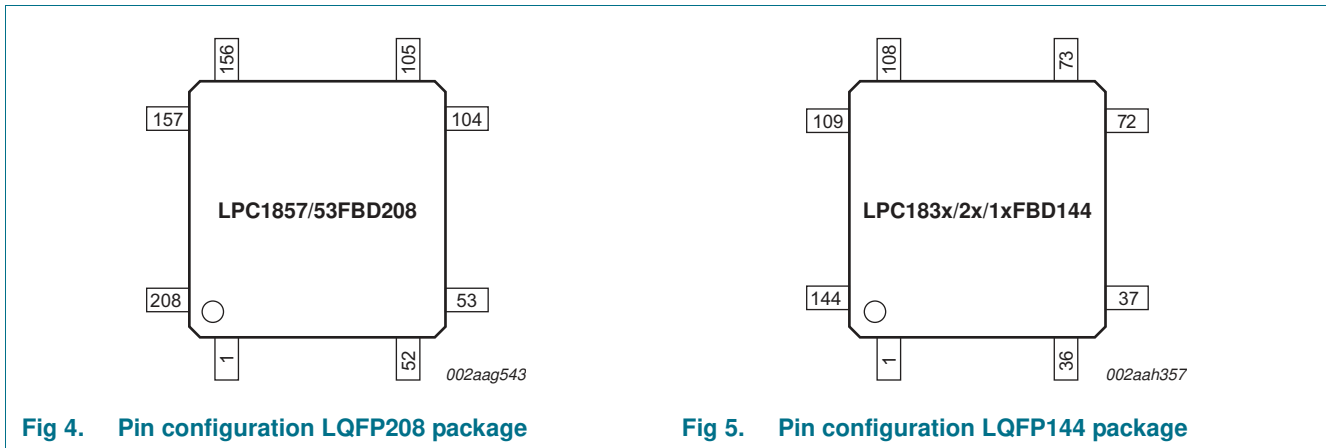 156
105
157
104
LPC1857/53FBD208
208
53
1
52
002aag543
Fig 4. Pin configuration LQFP208 package
108
73
109
72
LPC183x/2x/1xFBD144
144
37
1
36
002aah357
Fig 5. Pin configuration LQFP144 package